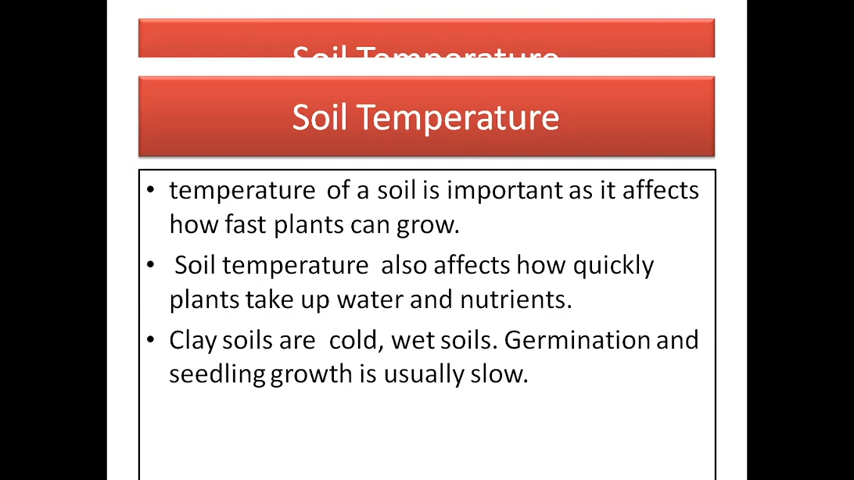 Soil Temperature
Soil Temperature
• temperature of a soil is important as it affects
how fast plants can grow.
• Soil temperature also affects how quickly
plants take up water and nutrients.
• Clay soils are cold, wet soils. Germination and
seedling growth is usually slow.